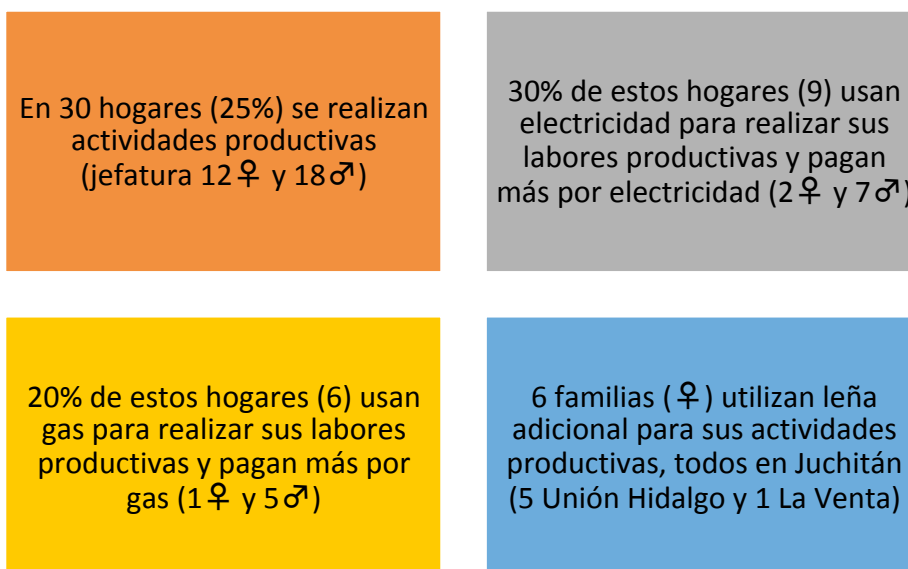 En 30 hogares (25%) se realizan
actividades productivas
(jefatura 12♀ y 18♂)
30% de estos hogares (9) usan
electricidad para realizar sus
labores productivas y pagan
más por electricidad (2♀ y 7♂)
20% de estos hogares (6) usan
gas para realizar sus labores
productivas y pagan más por
gas (1♀ y 5♂)
6 familias (♀) utilizan leña
adicional para sus actividades
productivas, todos en Juchitán
(5 Unión Hidalgo y 1 La Venta)